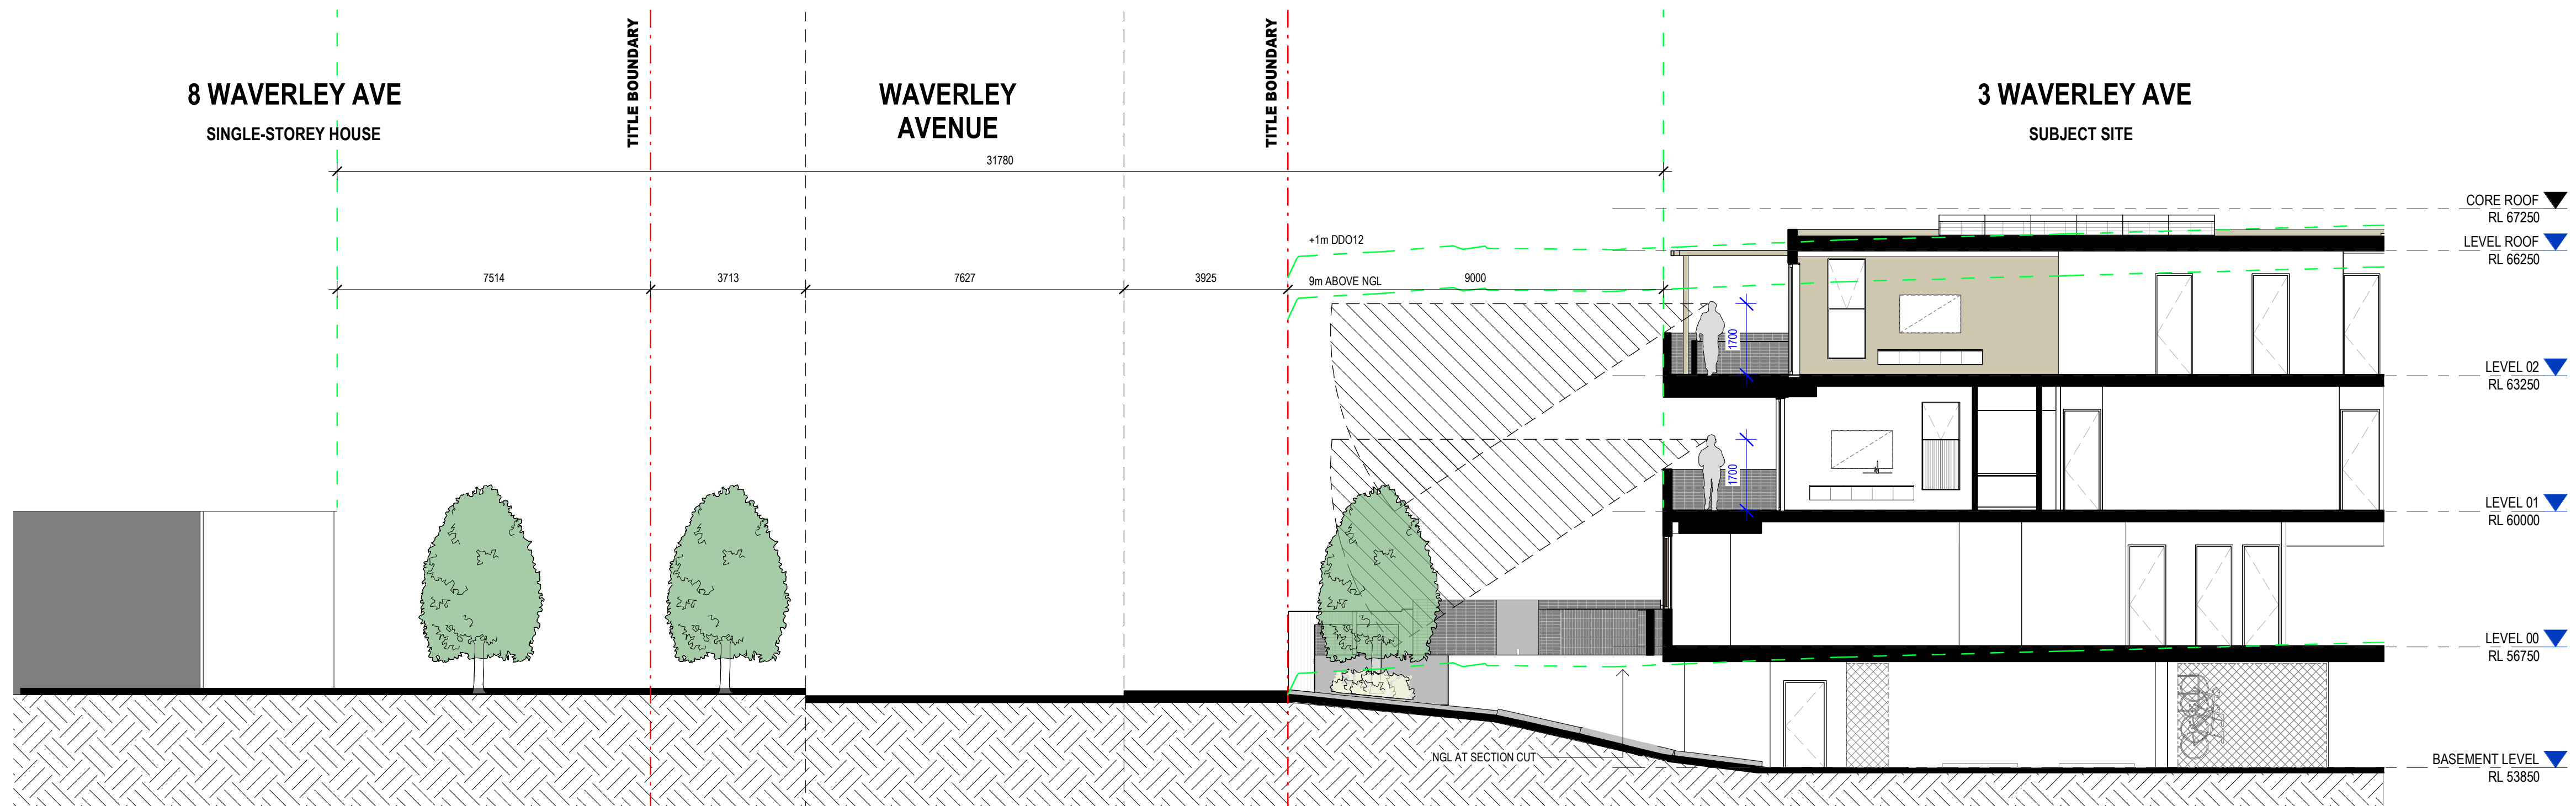 8 WAVERLEY AVE
SINGLE-STOREY HOUSE
TITLE BOUNDARY
WAVERLEY
AVENUE
TITLE BOUNDARY
3 WAVERLEY AVE
SUBJECT SITE
31780
7514
3713
7627
3925
9000
+1m DDO12
9m ABOVE NGL
1700
1700
NGL AT SECTION CUT
CORE ROOF
RL 67250
LEVEL ROOF
RL 66250
LEVEL 02
RL 63250
LEVEL 01
RL 60000
LEVEL 00
RL 56750
BASEMENT LEVEL
RL 53850